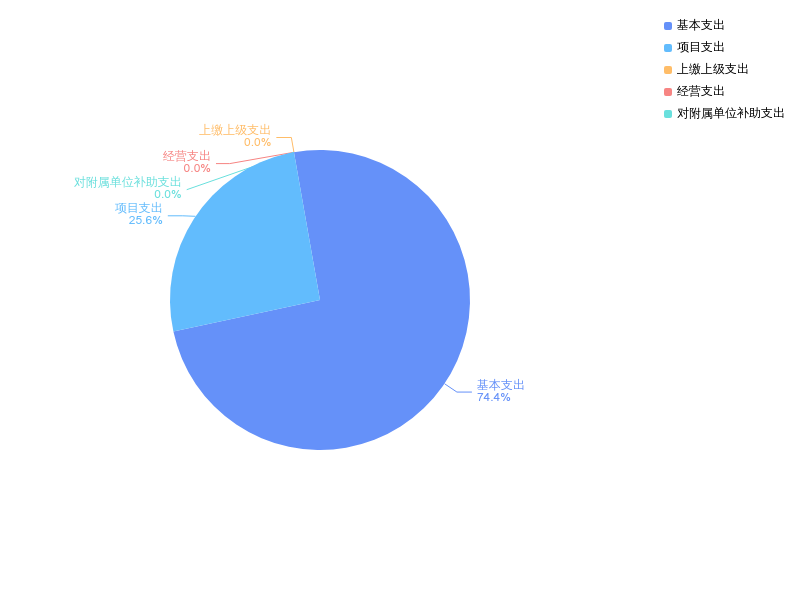 基本支出
项目支出
上缴上级支出
经营支出
对附属单位补助支出
上缴上级支出
0.0%
经营支出
0.0%
对附属单位补助支出
0.0%
项目支出
25.6%
基本支出
74.4%